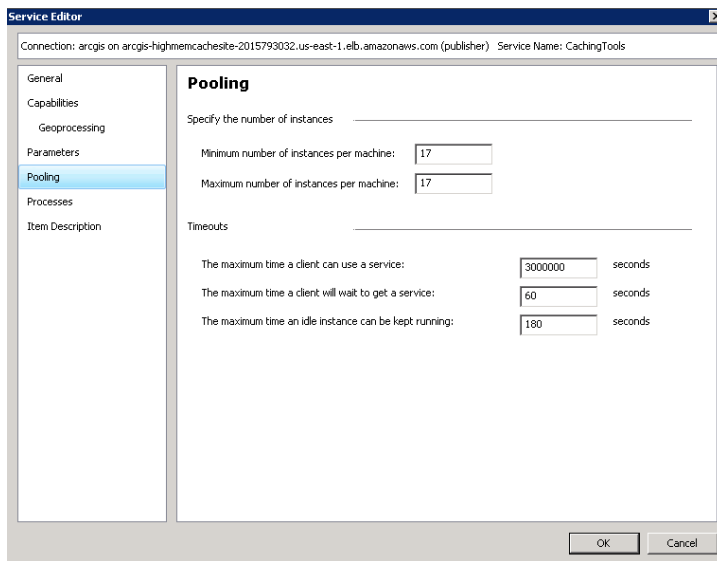 Service Editor
Connection: arcgis on arcgis-highmemcachesite-2015793032.us-east-1.elb.amazonaws.com (publisher)   Service Name: CachingTools
General
Capabilities
Geoprocessing
Parameters
Pooling
Processes
Item Description
Pooling
Specify the number of instances
Minimum number of instances per machine: 17
Maximum number of instances per machine: 17
Timeouts
The maximum time a client can use a service: 3000000 seconds
The maximum time a client will wait to get a service: 60 seconds
The maximum time an idle instance can be kept running: 180 seconds
OK Cancel